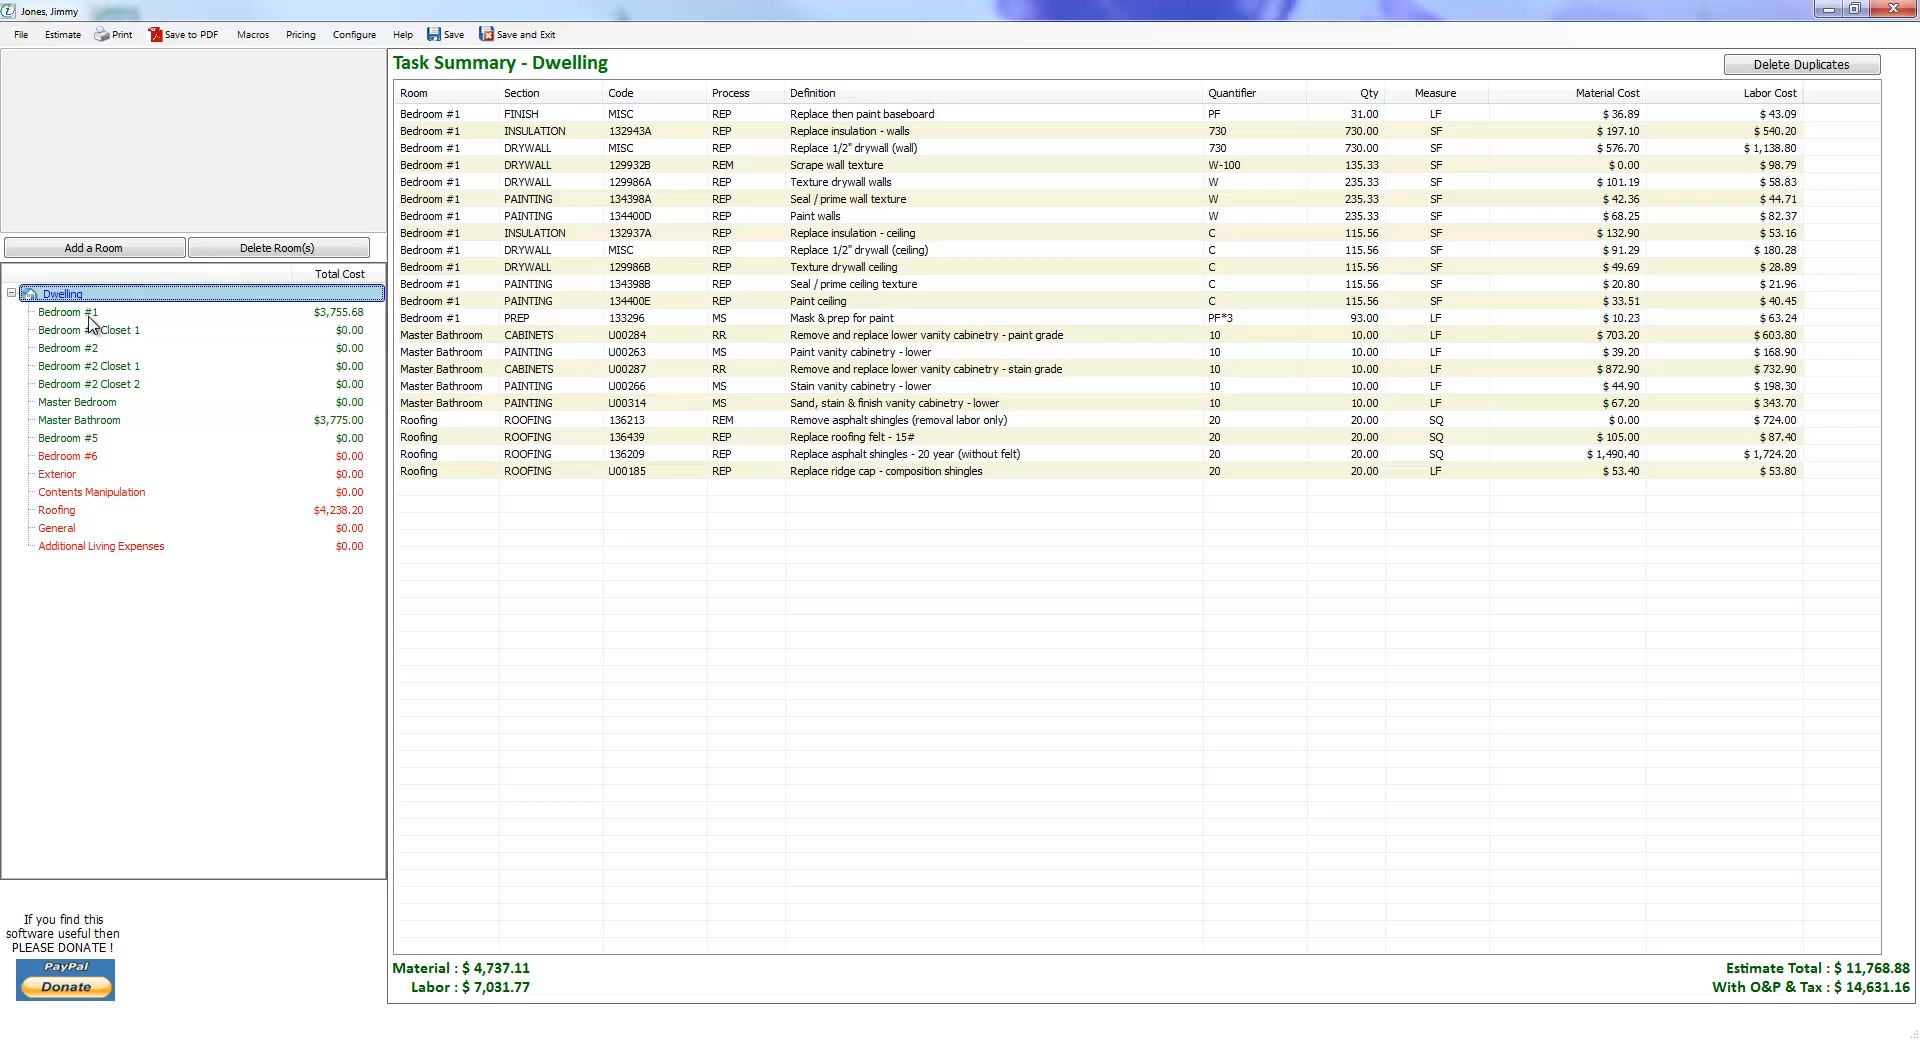 Jones, Jimmy
File Estimate Print Save to PDF Macros Pricing Configure Help Save Save and Exit
Task Summary - Dwelling
Delete Duplicates
Room Section Code Process Definition Quantifier Qty Measure Material Cost Labor Cost
Bedroom #1 FINISH MISC REP Replace then paint baseboard PF 31.00 LF $ 36.89 $ 43.09
Bedroom #1 INSULATION 132943A REP Replace insulation - walls 730 730.00 SF $ 197.10 $ 540.20
Bedroom #1 DRYWALL MISC REP Replace 1/2" drywall (wall) 730 730.00 SF $ 576.70 $ 1,138.80
Bedroom #1 DRYWALL 129932B REM Scrape wall texture W-100 135.33 SF $ 0.00 $ 98.79
Bedroom #1 DRYWALL 129986A REP Texture drywall walls W 235.33 SF $ 101.19 $ 58.83
Bedroom #1 PAINTING 134398A REP Seal / prime wall texture W 235.33 SF $ 42.36 $ 44.71
Bedroom #1 PAINTING 134400D REP Paint walls W 235.33 SF $ 68.25 $ 82.37
Bedroom #1 INSULATION 132937A REP Replace insulation - ceiling C 115.56 SF $ 132.90 $ 53.16
Bedroom #1 DRYWALL MISC REP Replace 1/2" drywall (ceiling) C 115.56 SF $ 91.29 $ 180.28
Bedroom #1 DRYWALL 129986B REP Texture drywall ceiling C 115.56 SF $ 49.69 $ 28.89
Bedroom #1 PAINTING 134398B REP Seal / prime ceiling texture C 115.56 SF $ 20.80 $ 21.96
Bedroom #1 PAINTING 134400E REP Paint ceiling C 115.56 SF $ 33.51 $ 40.45
Bedroom #1 PREP 133296 MS Mask & prep for paint PF*3 93.00 LF $ 10.23 $ 63.24
Master Bathroom CABINETS U00284 RR Remove and replace lower vanity cabinetry - paint grade 10 10.00 LF $ 703.20 $ 603.80
Master Bathroom PAINTING U00263 MS Paint vanity cabinetry - lower 10 10.00 LF $ 39.20 $ 168.90
Master Bathroom CABINETS U00287 RR Remove and replace lower vanity cabinetry - stain grade 10 10.00 LF $ 872.90 $ 732.90
Master Bathroom PAINTING U00266 MS Stain vanity cabinetry - lower 10 10.00 LF $ 44.90 $ 198.30
Master Bathroom PAINTING U00314 MS Sand, stain & finish vanity cabinetry - lower 10 10.00 LF $ 67.20 $ 343.70
Roofing ROOFING 136213 REM Remove asphalt shingles (removal labor only) 20 20.00 SQ $ 0.00 $ 724.00
Roofing ROOFING 136439 REP Replace roofing felt - 15# 20 20.00 SQ $ 105.00 $ 87.40
Roofing ROOFING 136209 REP Replace asphalt shingles - 20 year (without felt) 20 20.00 SQ $ 1,490.40 $ 1,724.20
Roofing ROOFING U00185 REP Replace ridge cap - composition shingles 20 20.00 LF $ 53.40 $ 53.80
Add a Room Delete Room(s)
Total Cost
Dwelling
Bedroom #1 $3,755.68
Bedroom Closet 1 $0.00
Bedroom #2 $0.00
Bedroom #2 Closet 1 $0.00
Bedroom #2 Closet 2 $0.00
Master Bedroom $0.00
Master Bathroom $3,775.00
Bedroom #5 $0.00
Bedroom #6 $0.00
Exterior $0.00
Contents Manipulation $0.00
Roofing $4,238.20
General $0.00
Additional Living Expenses $0.00
If you find this
software useful then
PLEASE DONATE !
PayPal
Donate
Material : $ 4,737.11
Labor : $ 7,031.77
Estimate Total : $ 11,768.88
With O&P & Tax : $ 14,631.16